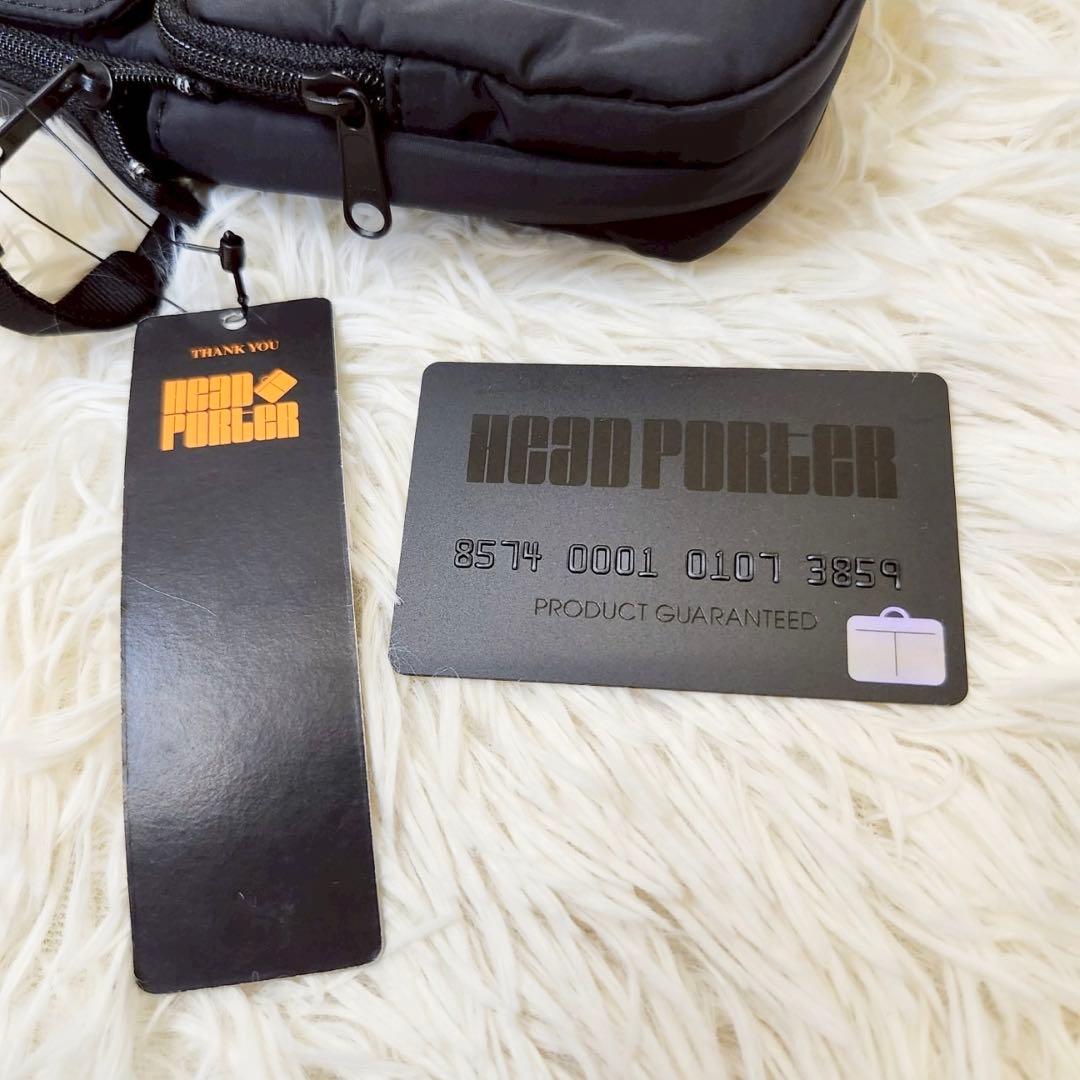 THANK YOU
HEAD
PORTER
HEAD PORTER
8574 0001 0107 3859
PRODUCT GUARANTEED